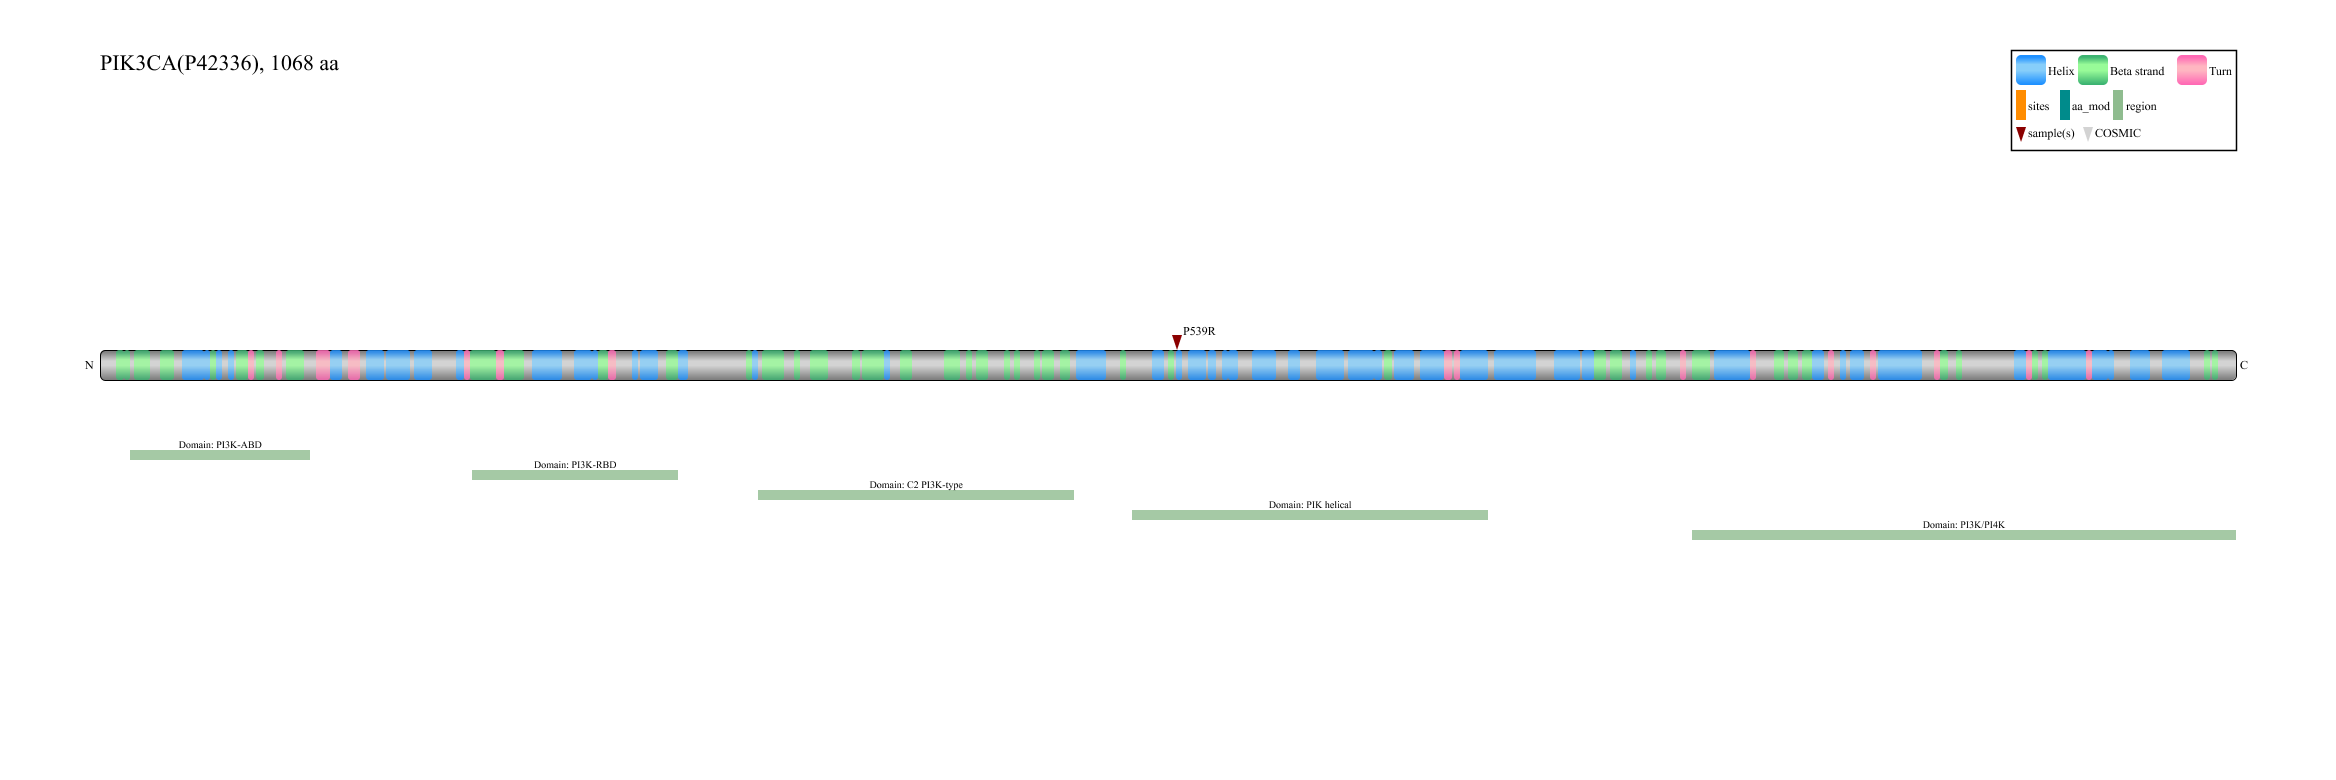 PIK3CA(P42336), 1068 aa
Helix Beta strand Turn
sites aa_mod region
sample(s) COSMIC
P539R
N C
Domain: PI3K-ABD
Domain: PI3K-RBD
Domain: C2 PI3K-type
Domain: PIK helical
Domain: PI3K/PI4K